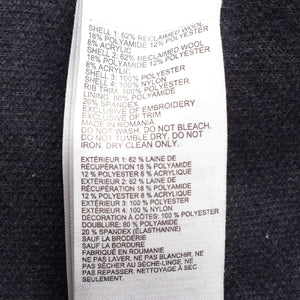 SHELL 1: 62% RECLAIMED WOOL
18% POLYAMIDE 12% POLYESTER
8% ACRYLIC
SHELL 2: 62% RECLAIMED WOOL
18% POLYAMIDE 12% POLYESTER
8% ACRYLIC
SHELL 3: 100% POLYESTER
SHELL 4: 100% NYLON
RIB TRIM: 100% POLYESTER
LINING: 80% POLYAMIDE
20% SPANDEX
EXCLUSIVE OF EMBROIDERY
EXCLUSIVE OF TRIM
MADE IN ROMANIA
DO NOT WASH. DO NOT BLEACH.
DO NOT TUMBLE DRY. DO NOT
IRON. DRY CLEAN ONLY.
EXTÉRIEUR 1: 62% LAINE DE
RÉCUPÉRATION 18 % POLYAMIDE
12 % POLYESTER 8 % ACRYLIQUE
EXTÉRIEUR 2: 62% LAINE DE
RÉCUPÉRATION 18 % POLYAMIDE
12 % POLYESTER 8 % ACRYLIQUE
EXTÉRIEUR 3: 100% POLYESTER
EXTÉRIEUR 4: 100% NYLON
DÉCORATION À CÔTES: 100% POLYESTER
DOUBLURE: 80% POLYAMIDE
20 % SPANDEX (ÉLASTHANNE)
SAUF LA BRODERIE
SAUF LA BORDURE
FABRIQUÉ EN ROUMANIE
NE PAS LAVER. NE PAS BLANCHIR. NE
PAS SÉCHER AU SÈCHE-LINGE. NE
PAS REPASSER. NETTOYAGE À SEC
SEULEMENT.